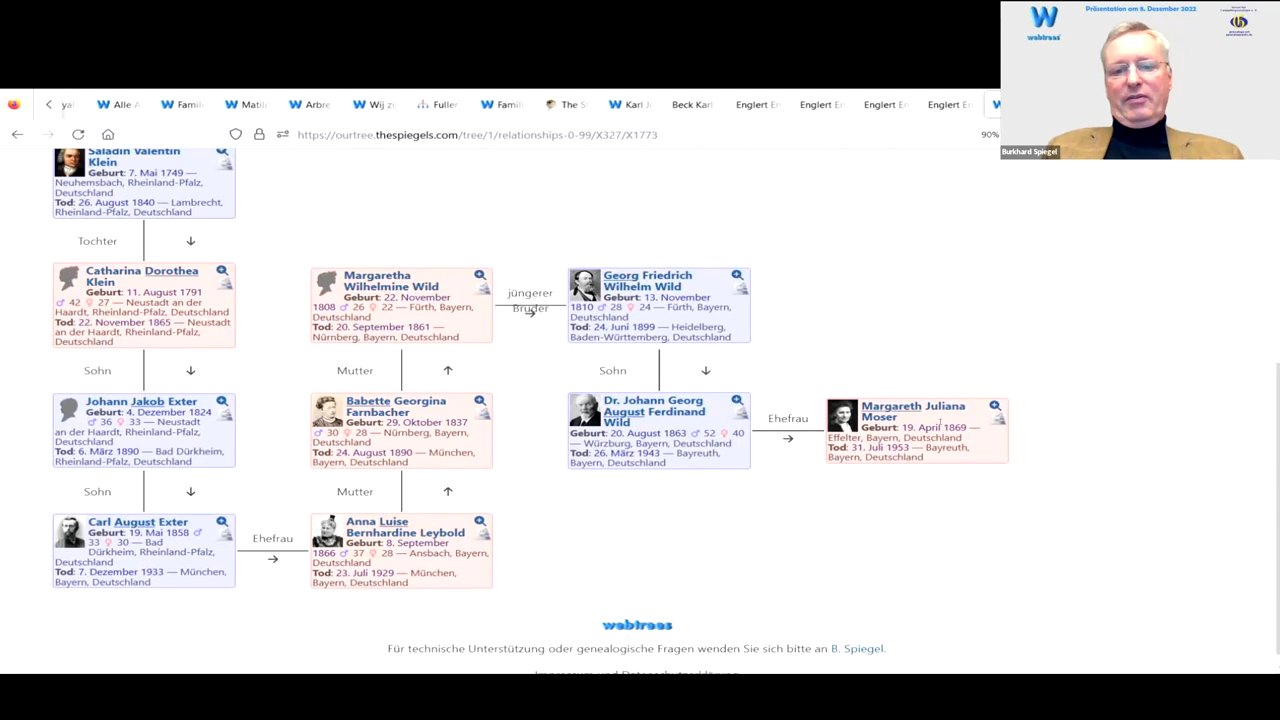 webtrees
Präsentation am 6. Dezember 2022
Burkhard Spiegel
Alle
Famil
Matil
Arbre
Wij
Fuller
Famil
The S
Karl J
Beck Karl
Englert E
Englert E
Englert E
Englert E
https://ourtree.thespiegels.com/tree/1/relationships-0-99/X327/X1773
90%
Saladin Valentin
Klein
Geburt: 7. Mai 1749 —
Neuhemsbach, Rheinland-Pfalz,
Deutschland
Tod: 26. August 1840 — Lambrecht,
Rheinland-Pfalz, Deutschland
Tochter ↓
Catharina Dorothea
Klein
Geburt: 11. August 1791
♂ 42 ♀ 27 — Neustadt an der
Haardt, Rheinland-Pfalz, Deutschland
Tod: 22. November 1865 — Neustadt
an der Haardt, Rheinland-Pfalz,
Deutschland
Sohn ↓
Johann Jakob Exter
Geburt: 4. Dezember 1824
♂ 36 ♀ 33 — Neustadt
an der Haardt, Rheinland-Pfalz,
Deutschland
Tod: 6. März 1890 — Bad Dürkheim,
Rheinland-Pfalz, Deutschland
Sohn ↓
Carl August Exter
Geburt: 19. Mai 1858 ♂
33 ♀ 30 — Bad
Dürkheim, Rheinland-Pfalz,
Deutschland
Tod: 7. Dezember 1933 — München,
Bayern, Deutschland
Ehefrau
→
Margaretha
Wilhelmine Wild
Geburt: 22. November
1808 ♂ 26 ♀ 22 — Fürth, Bayern,
Deutschland
Tod: 20. September 1861 —
Nürnberg, Bayern, Deutschland
Mutter ↑
Babette Georgina
Farnbacher
Geburt: 29. Oktober 1837
♂ 30 ♀ 28 — Nürnberg, Bayern,
Deutschland
Tod: 24. August 1890 — München,
Bayern, Deutschland
Mutter ↑
Anna Luise
Bernhardine Leybold
Geburt: 8. September
1866 ♂ 37 ♀ 28 — Ansbach, Bayern,
Deutschland
Tod: 23. Juli 1929 — München,
Bayern, Deutschland
jüngerer
Bruder
→
Georg Friedrich
Wilhelm Wild
Geburt: 13. November
1810 ♂ 28 ♀ 24 — Fürth, Bayern,
Deutschland
Tod: 24. Juni 1899 — Heidelberg,
Baden-Württemberg, Deutschland
Sohn ↓
Dr. Johann Georg
August Ferdinand
Wild
Geburt: 20. August 1863 ♂ 52 ♀ 40
— Würzburg, Bayern, Deutschland
Tod: 26. März 1943 — Bayreuth,
Bayern, Deutschland
Ehefrau
→
Margareth Juliana
Moser
Geburt: 19. April 1869 —
Effelter, Bayern, Deutschland
Tod: 31. Juli 1953 — Bayreuth,
Bayern, Deutschland
webtrees
Für technische Unterstützung oder genealogische Fragen wenden Sie sich bitte an B. Spiegel.
Impressum und Datenschutzerklärung